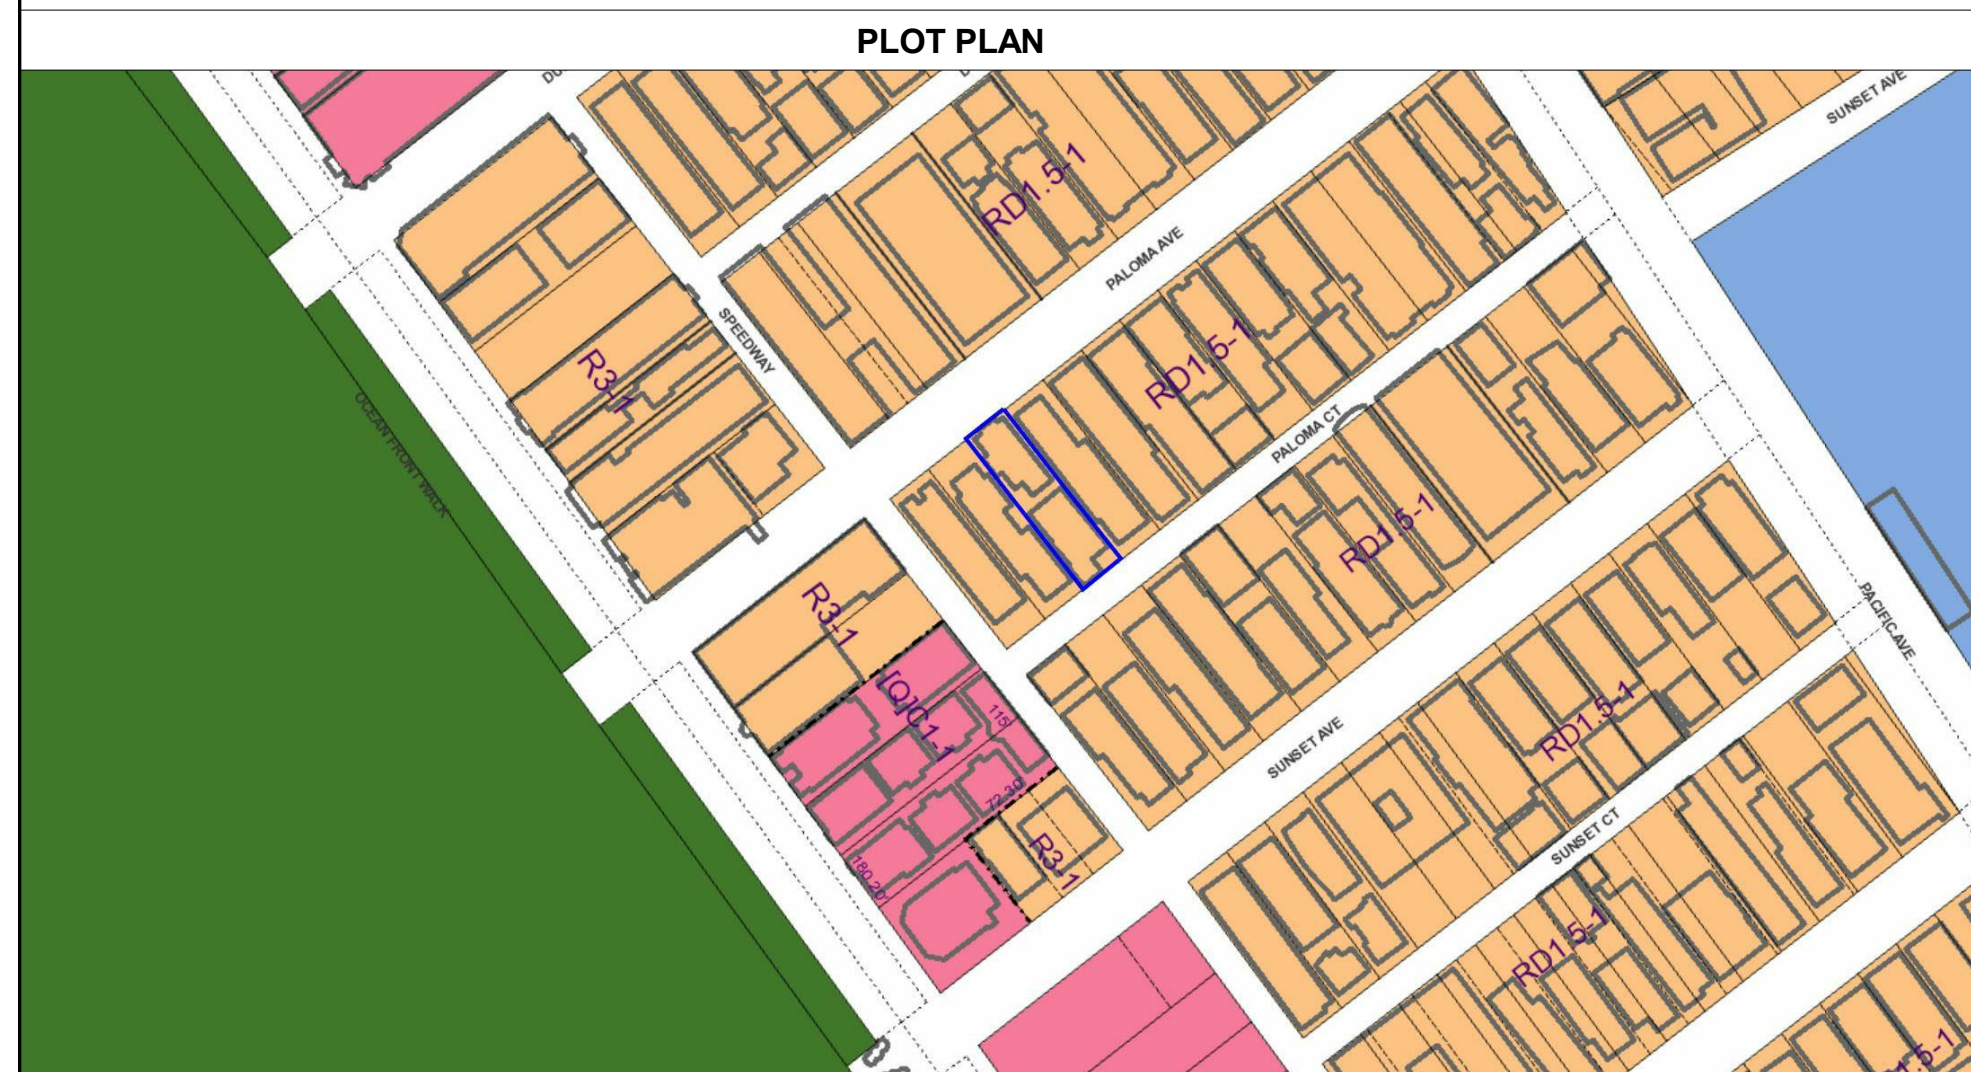 PLOT PLAN
SUNSET AVE
RD1.5-1
PALOMA AVE
SPEEDWAY
R3-1
RD1.5-1
OCEAN FRONT WALK
PALOMA CT
RD1.5-1
R3-1
[Q]C1-1
115'
PACIFIC AVE
SUNSET AVE
RD1.5-1
72.30'
R3-1
180.20'
SUNSET CT
RD1.5-1